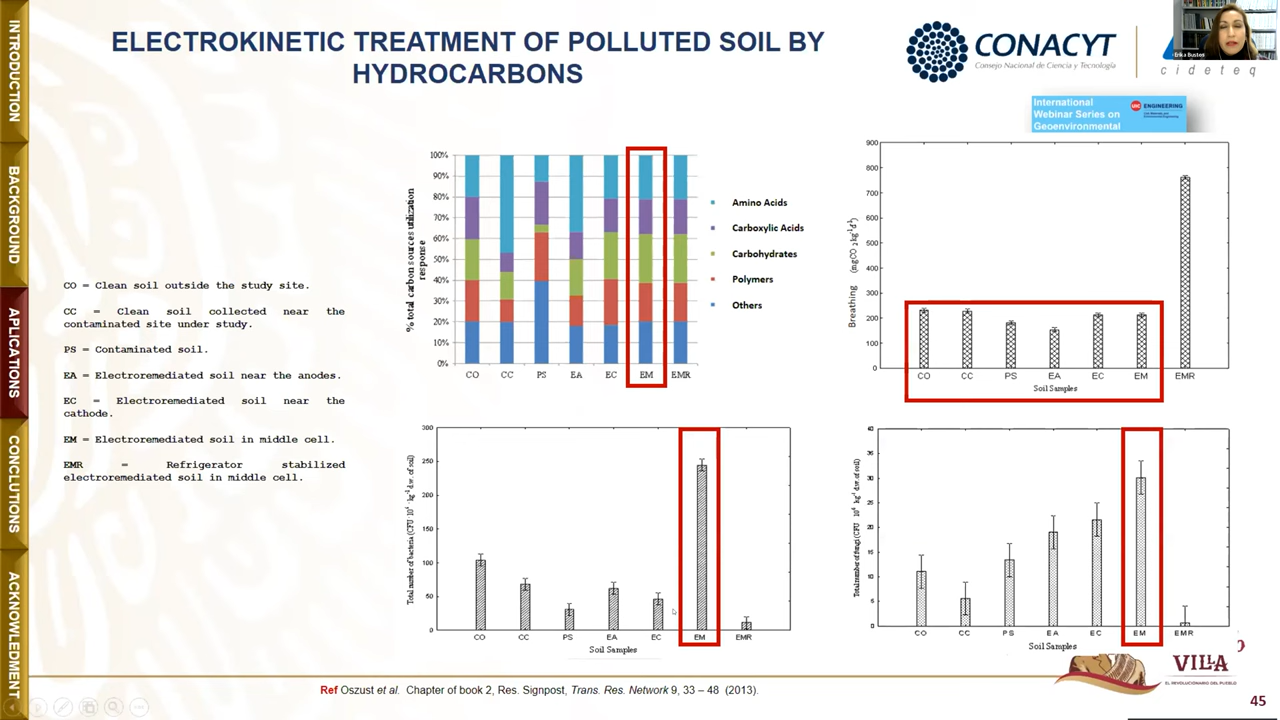 ELECTROKINETIC TREATMENT OF POLLUTED SOIL BY
HYDROCARBONS
CONACYT
Consejo Nacional de Ciencia y Tecnología
cideteq
Erika Busto
International
Webinar Series on
Geoenvironmental
UIC ENGINEERING
INTRODUCTION
BACKGROUND
APLICATIONS
CONCLUTIONS
ACKNOWLEDGMENT
CO = Clean soil outside the study site.
CC = Clean soil collected near the
contaminated site under study.
PS = Contaminated soil.
EA = Electroremediated soil near the anodes.
EC = Electroremediated soil near the
cathode.
EM = Electroremediated soil in middle cell.
EMR = Refrigerator stabilized
electroremediated soil in middle cell.
% total carbon sources utilization
response
100%
90%
80%
70%
60%
50%
40%
30%
20%
10%
0%
CO CC PS EA EC EM EMR
Amino Acids
Carboxylic Acids
Carbohydrates
Polymers
Others
Breathing (mgCO2kg-1d-1)
900
800
700
600
500
400
300
200
100
0
CO CC PS EA EC EM EMR
Soil Samples
Total number of bacteria (CFU 10 kg-1 d.w. of soil)
300
250
200
150
100
50
0
CO CC PS EA EC EM EMR
Soil Samples
Total number of fungi (CFU 10 kg-1 d.w. of soil)
40
35
30
25
20
15
10
5
0
CO CC PS EA EC EM EMR
Soil Samples
VILLA
EL REVOLUCIONARIO DEL PUEBLO
Ref Oszust et al. Chapter of book 2, Res. Signpost, Trans. Res. Network 9, 33 – 48 (2013).
45